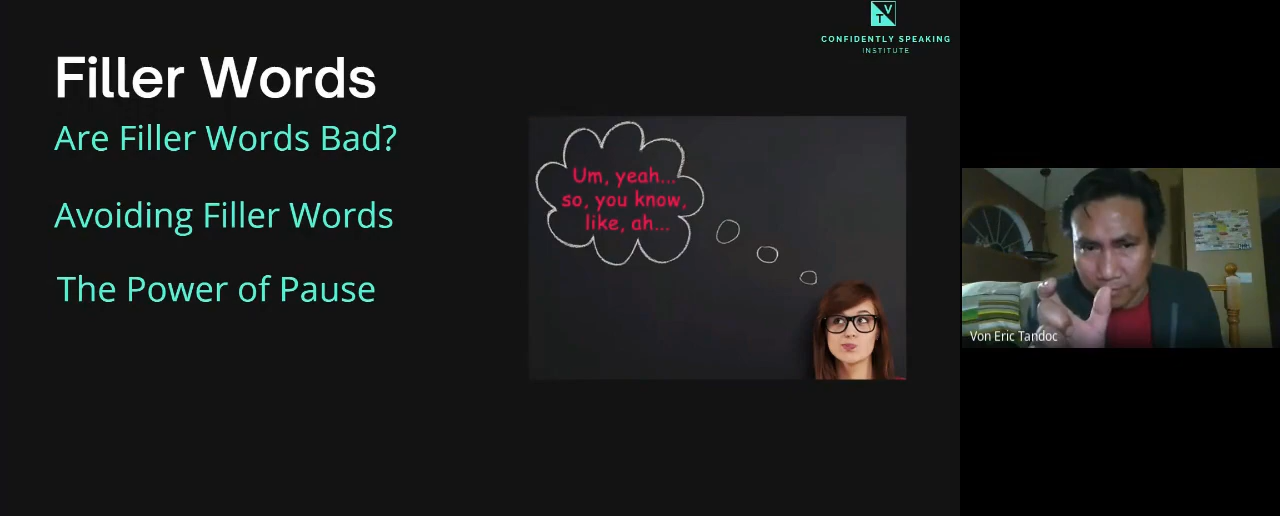 VT
CONFIDENTLY SPEAKING
INSTITUTE
Filler Words
Are Filler Words Bad?
Avoiding Filler Words
The Power of Pause
Um, yeah...
so, you know,
like, ah...
Von Eric Tandoc